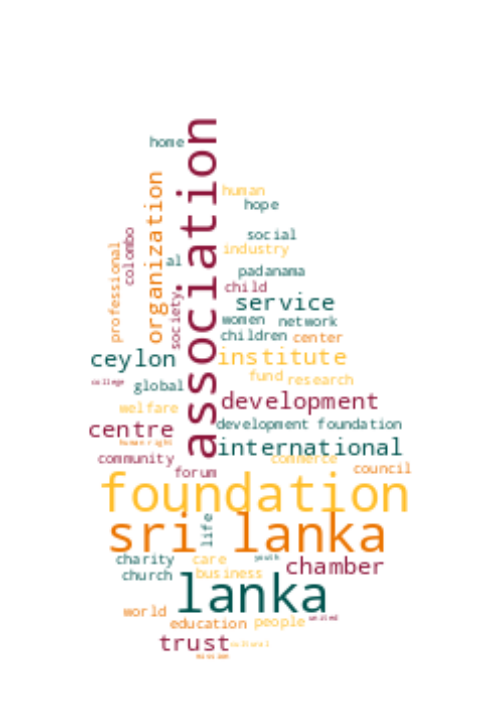 home
association
human
hope
organization
colombo
professional
social
industry
al
padanama
child
society
service
women
network
children
center
ceylon
institute
fund
research
college
global
development
welfare
development foundation
centre
human right
international
community
commerce
council
forum
foundation
sri lanka
life
charity
care
youth
chamber
church
business
lanka
world
education
people
united
trust
national
mission